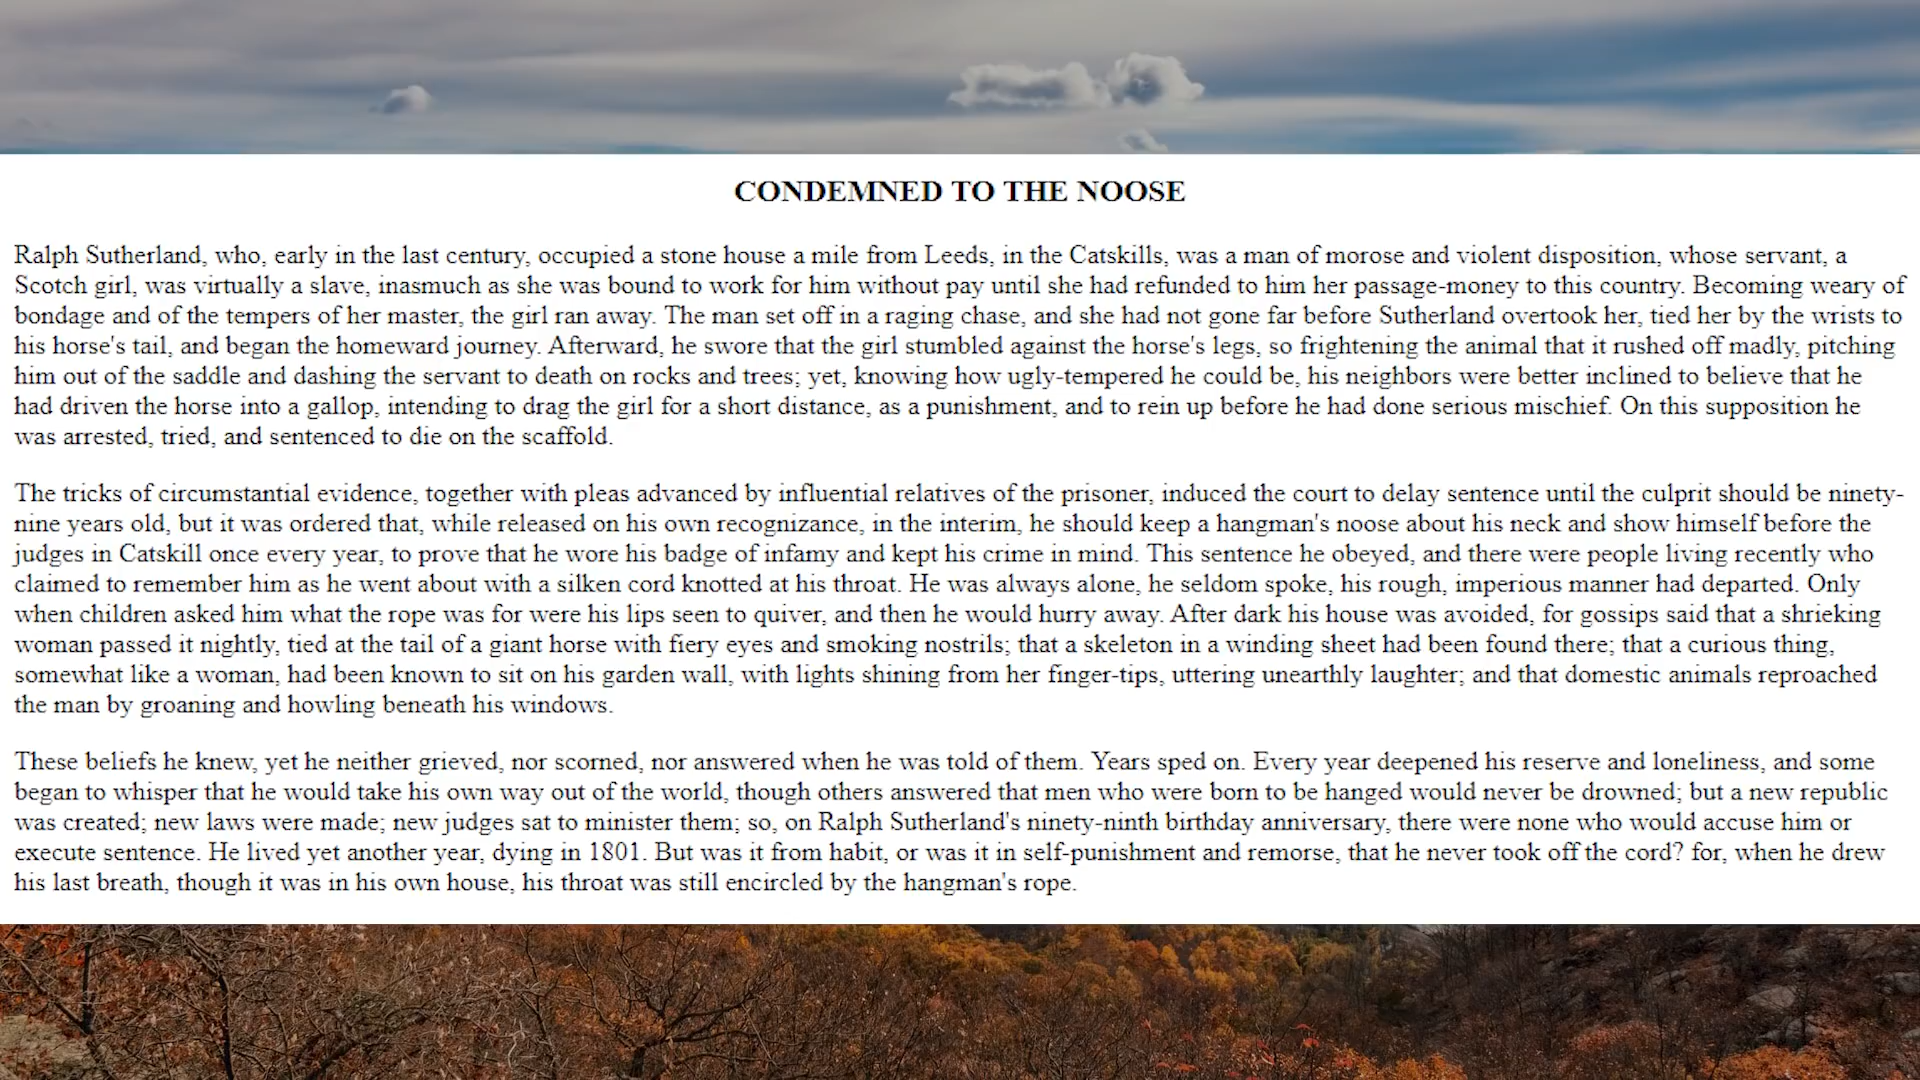 CONDEMNED TO THE NOOSE
Ralph Sutherland, who, early in the last century, occupied a stone house a mile from Leeds, in the Catskills, was a man of morose and violent disposition, whose servant, a
Scotch girl, was virtually a slave, inasmuch as she was bound to work for him without pay until she had refunded to him her passage-money to this country. Becoming weary of
bondage and of the tempers of her master, the girl ran away. The man set off in a raging chase, and she had not gone far before Sutherland overtook her, tied her by the wrists to
his horse's tail, and began the homeward journey. Afterward, he swore that the girl stumbled against the horse's legs, so frightening the animal that it rushed off madly, pitching
him out of the saddle and dashing the servant to death on rocks and trees; yet, knowing how ugly-tempered he could be, his neighbors were better inclined to believe that he
had driven the horse into a gallop, intending to drag the girl for a short distance, as a punishment, and to rein up before he had done serious mischief. On this supposition he
was arrested, tried, and sentenced to die on the scaffold.
The tricks of circumstantial evidence, together with pleas advanced by influential relatives of the prisoner, induced the court to delay sentence until the culprit should be ninety-
nine years old, but it was ordered that, while released on his own recognizance, in the interim, he should keep a hangman's noose about his neck and show himself before the
judges in Catskill once every year, to prove that he wore his badge of infamy and kept his crime in mind. This sentence he obeyed, and there were people living recently who
claimed to remember him as he went about with a silken cord knotted at his throat. He was always alone, he seldom spoke, his rough, imperious manner had departed. Only
when children asked him what the rope was for were his lips seen to quiver, and then he would hurry away. After dark his house was avoided, for gossips said that a shrieking
woman passed it nightly, tied at the tail of a giant horse with fiery eyes and smoking nostrils; that a skeleton in a winding sheet had been found there; that a curious thing,
somewhat like a woman, had been known to sit on his garden wall, with lights shining from her finger-tips, uttering unearthly laughter; and that domestic animals reproached
the man by groaning and howling beneath his windows.
These beliefs he knew, yet he neither grieved, nor scorned, nor answered when he was told of them. Years sped on. Every year deepened his reserve and loneliness, and some
began to whisper that he would take his own way out of the world, though others answered that men who were born to be hanged would never be drowned; but a new republic
was created; new laws were made; new judges sat to minister them; so, on Ralph Sutherland's ninety-ninth birthday anniversary, there were none who would accuse him or
execute sentence. He lived yet another year, dying in 1801. But was it from habit, or was it in self-punishment and remorse, that he never took off the cord? for, when he drew
his last breath, though it was in his own house, his throat was still encircled by the hangman's rope.